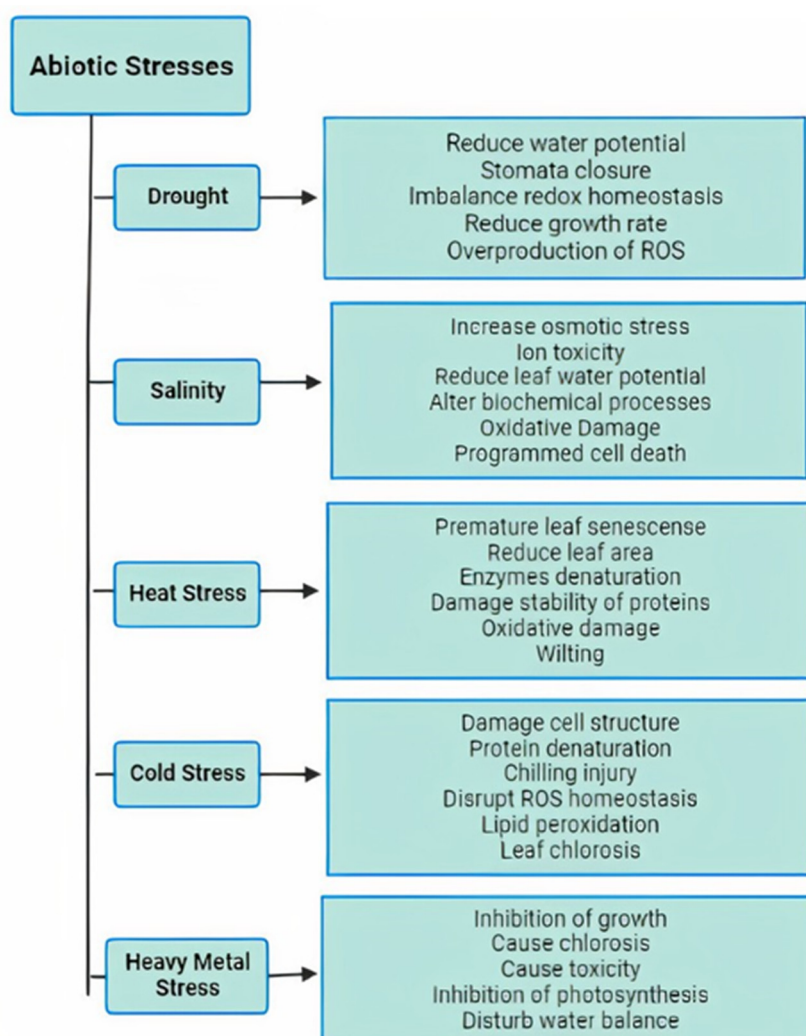 Abiotic Stresses
Drought
Reduce water potential
Stomata closure
Imbalance redox homeostasis
Reduce growth rate
Overproduction of ROS
Salinity
Increase osmotic stress
Ion toxicity
Reduce leaf water potential
Alter biochemical processes
Oxidative Damage
Programmed cell death
Heat Stress
Premature leaf senescense
Reduce leaf area
Enzymes denaturation
Damage stability of proteins
Oxidative damage
Wilting
Cold Stress
Damage cell structure
Protein denaturation
Chilling injury
Disrupt ROS homeostasis
Lipid peroxidation
Leaf chlorosis
Heavy Metal
Stress
Inhibition of growth
Cause chlorosis
Cause toxicity
Inhibition of photosynthesis
Disturb water balance